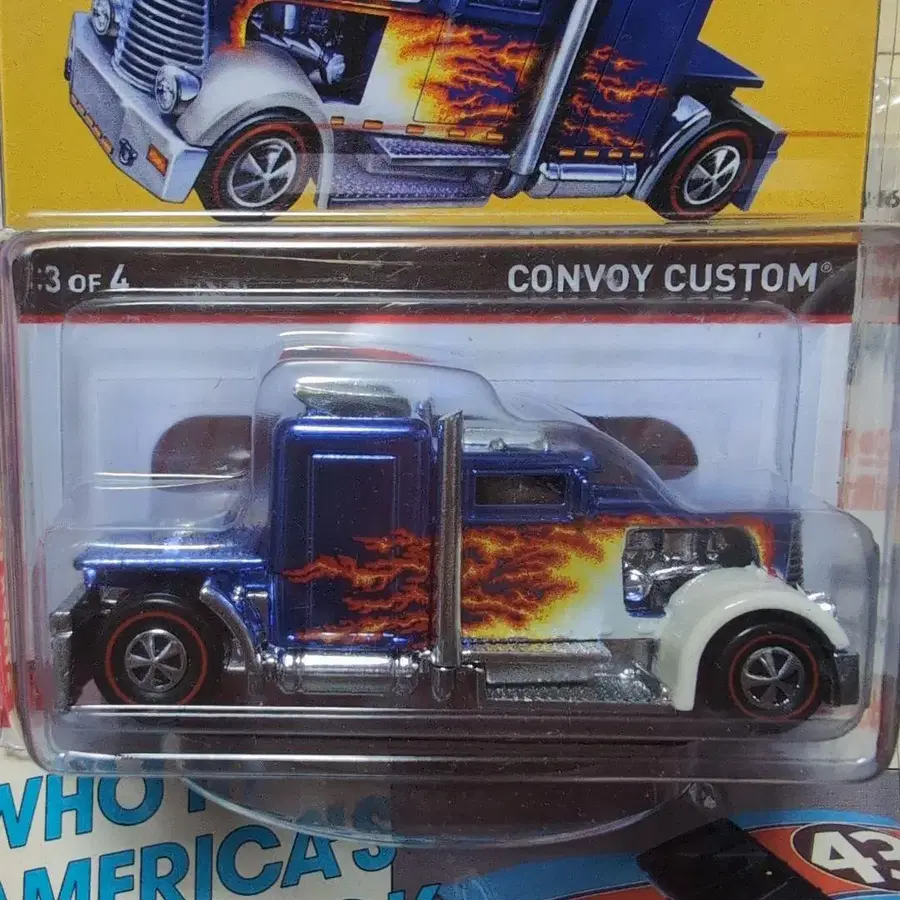 3 OF 4
CONVOY CUSTOM®
WHO
AMERICA'S
43